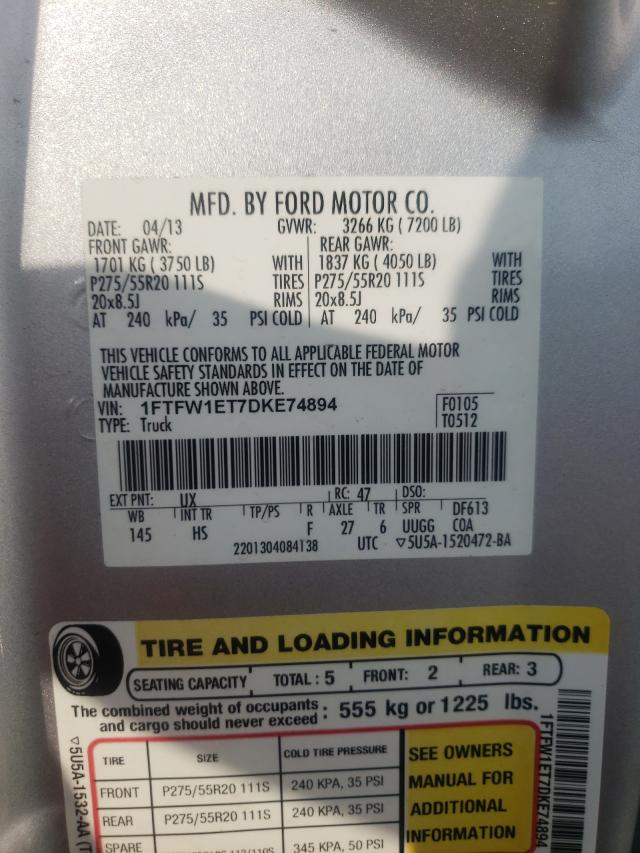 MFD. BY FORD MOTOR CO.
DATE: 04/13 GVWR: 3266 KG ( 7200 LB)
FRONT GAWR: REAR GAWR:
1701 KG ( 3750 LB) WITH 1837 KG ( 4050 LB) WITH
P275/55R20 111S TIRES P275/55R20 111S TIRES
20x8.5J RIMS 20x8.5J RIMS
AT 240 kPa/ 35 PSI COLD AT 240 kPa/ 35 PSI COLD
THIS VEHICLE CONFORMS TO ALL APPLICABLE FEDERAL MOTOR
VEHICLE SAFETY STANDARDS IN EFFECT ON THE DATE OF
MANUFACTURE SHOWN ABOVE.
VIN: 1FTFW1ET7DKE74894 F0105
TYPE: Truck T0512
EXT PNT: UX RC: 47 DSO:
WB INT TR TP/PS R AXLE TR SPR DF613
145 HS F 27 6 UUGG COA
2201304084138 UTC ▽5U5A-1520472-BA
TIRE AND LOADING INFORMATION
SEATING CAPACITY TOTAL : 5 FRONT: 2 REAR: 3
The combined weight of occupants
and cargo should never exceed : 555 kg or 1225 lbs.
TIRE SIZE COLD TIRE PRESSURE
FRONT P275/55R20 111S 240 KPA, 35 PSI
REAR P275/55R20 111S 240 KPA, 35 PSI
SPARE 345 KPA, 50 PSI
SEE OWNERS
MANUAL FOR
ADDITIONAL
INFORMATION
▽5U5A-1532-AA (T
1FTFW1ET7DKE74894